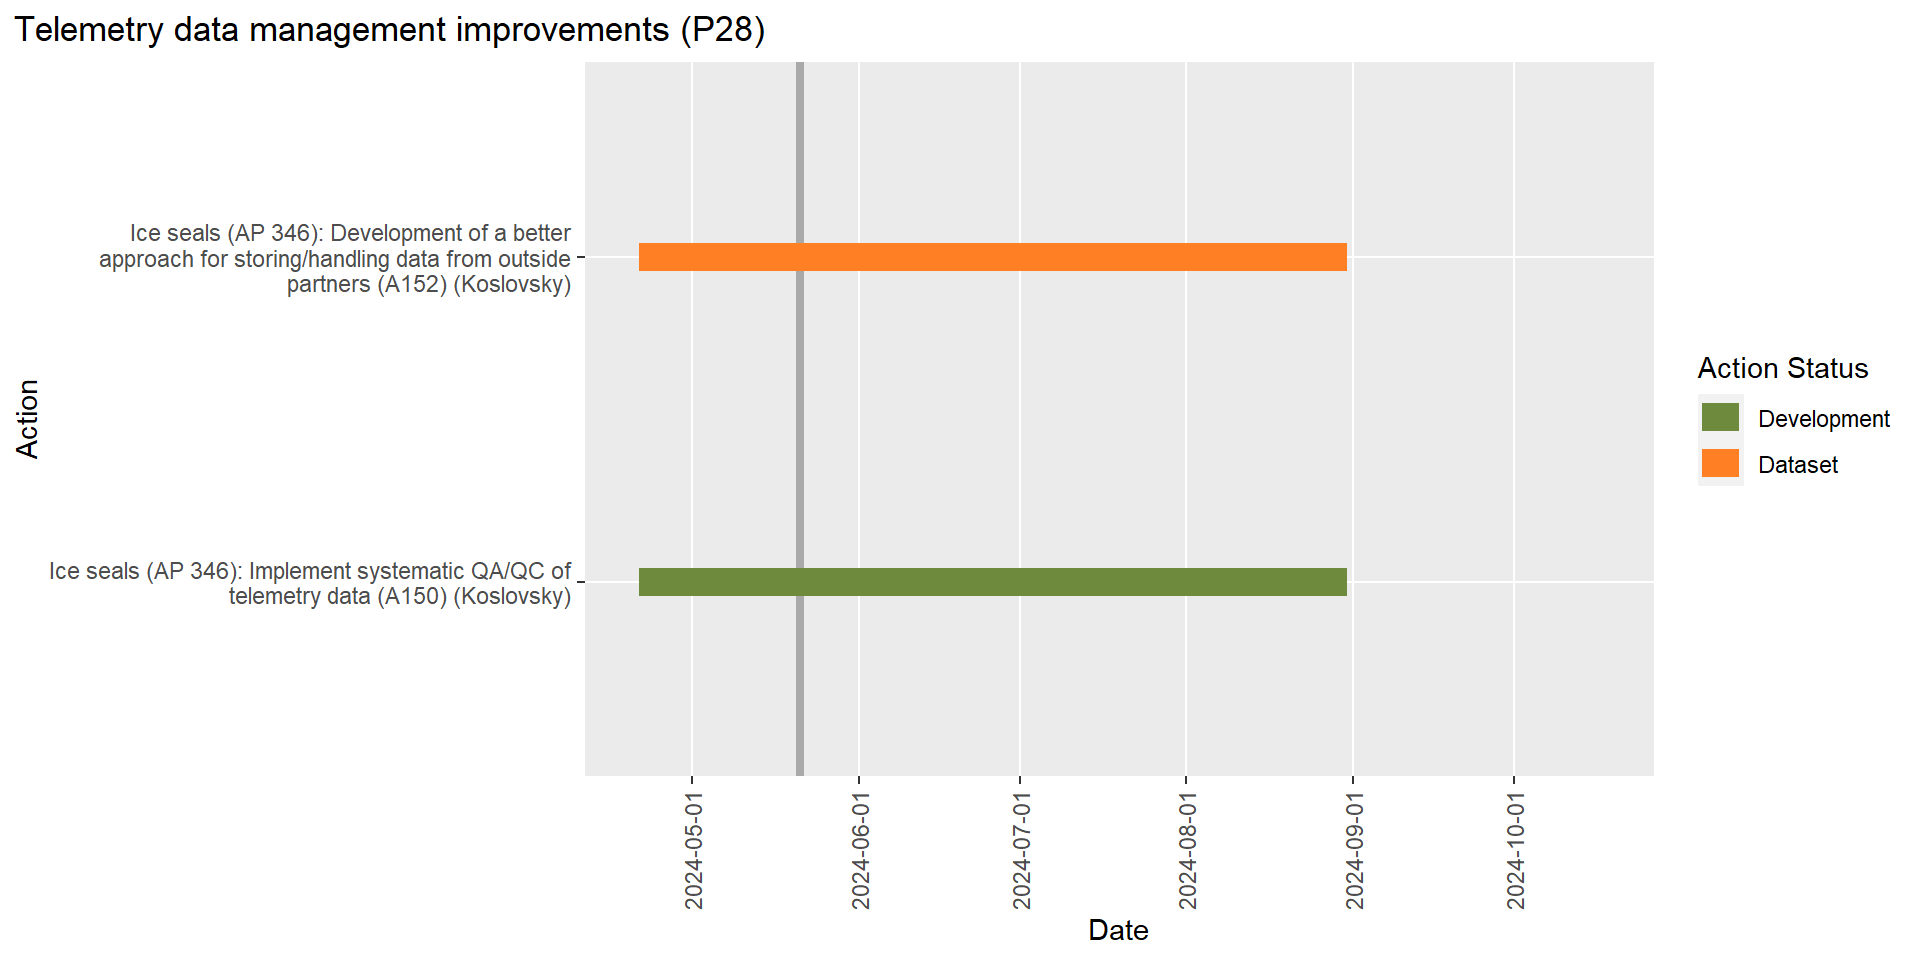 Telemetry data management improvements (P28)
Ice seals (AP 346): Development of a better
approach for storing/handling data from outside
partners (A152) (Koslovsky)
Action
Ice seals (AP 346): Implement systematic QA/QC of
telemetry data (A150) (Koslovsky)
Action Status
Development
Dataset
2024-05-01
2024-06-01
2024-07-01
2024-08-01
2024-09-01
2024-10-01
Date